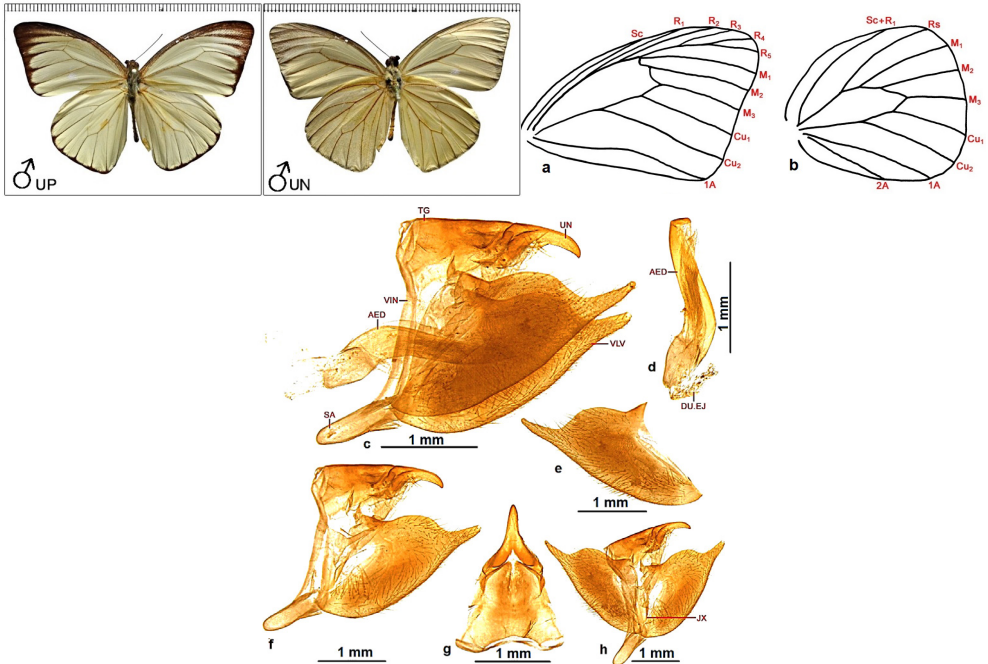 ♂ UP
♂ UN
Sc
R1
R2
R3
R4
R5
M1
M2
M3
Cu1
Cu2
1A
a
Sc+R1
Rs
M1
M2
M3
Cu1
Cu2
1A
2A
b
TG
UN
VIN
AED
VLV
SA
c
1 mm
AED
1 mm
d
DU.EJ
e
1 mm
f
1 mm
g
1 mm
JX
h
1 mm